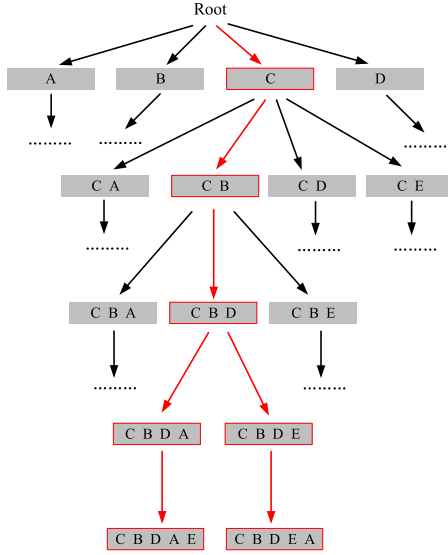 Root
A B C D
......... ......... .........
C A C B C D C E
......... ......... .........
C B A C B D C B E
......... .........
C B D A C B D E
C B D A E C B D E A